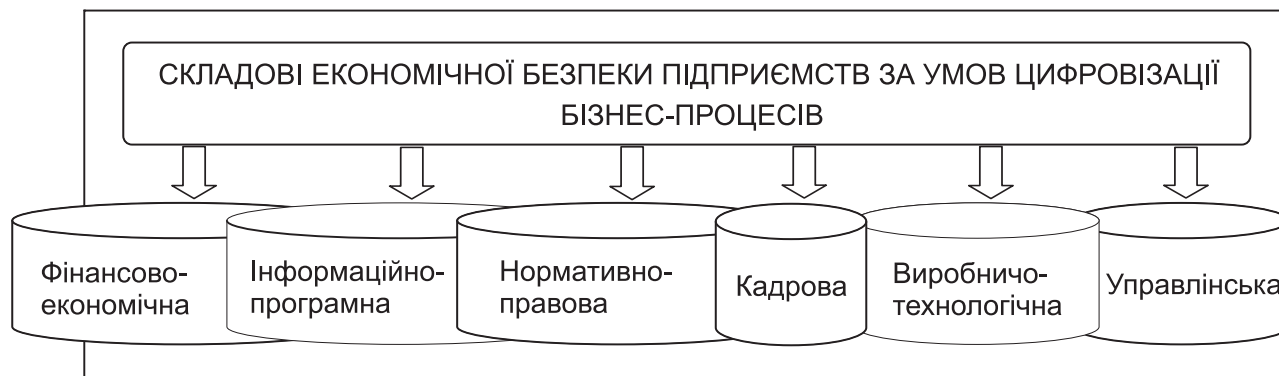 СКЛАДОВІ ЕКОНОМІЧНОЇ БЕЗПЕКИ ПІДПРИЄМСТВ ЗА УМОВ ЦИФРОВІЗАЦІЇ
БІЗНЕС-ПРОЦЕСІВ
Фінансово-
економічна
Інформаційно-
програмна
Нормативно-
правова
Кадрова
Виробничо-
технологічна
Управлінська